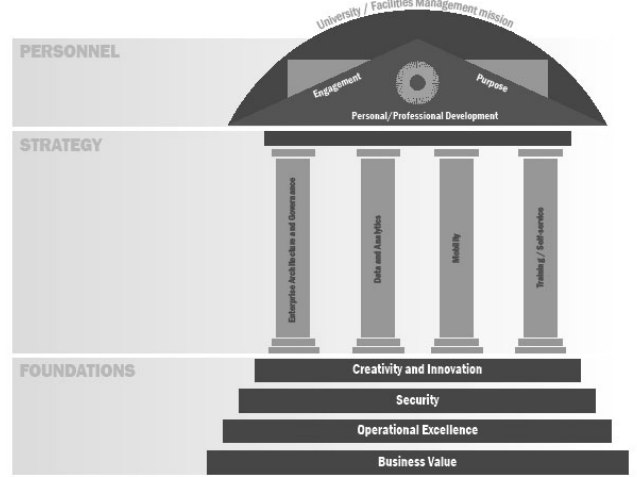 University / Facilities Management mission
PERSONNEL
Engagement
Purpose
Personal/Professional Development
STRATEGY
Enterprise Architecture and Governance
Data and Analytics
Mobility
Training / Self-service
FOUNDATIONS
Creativity and Innovation
Security
Operational Excellence
Business Value